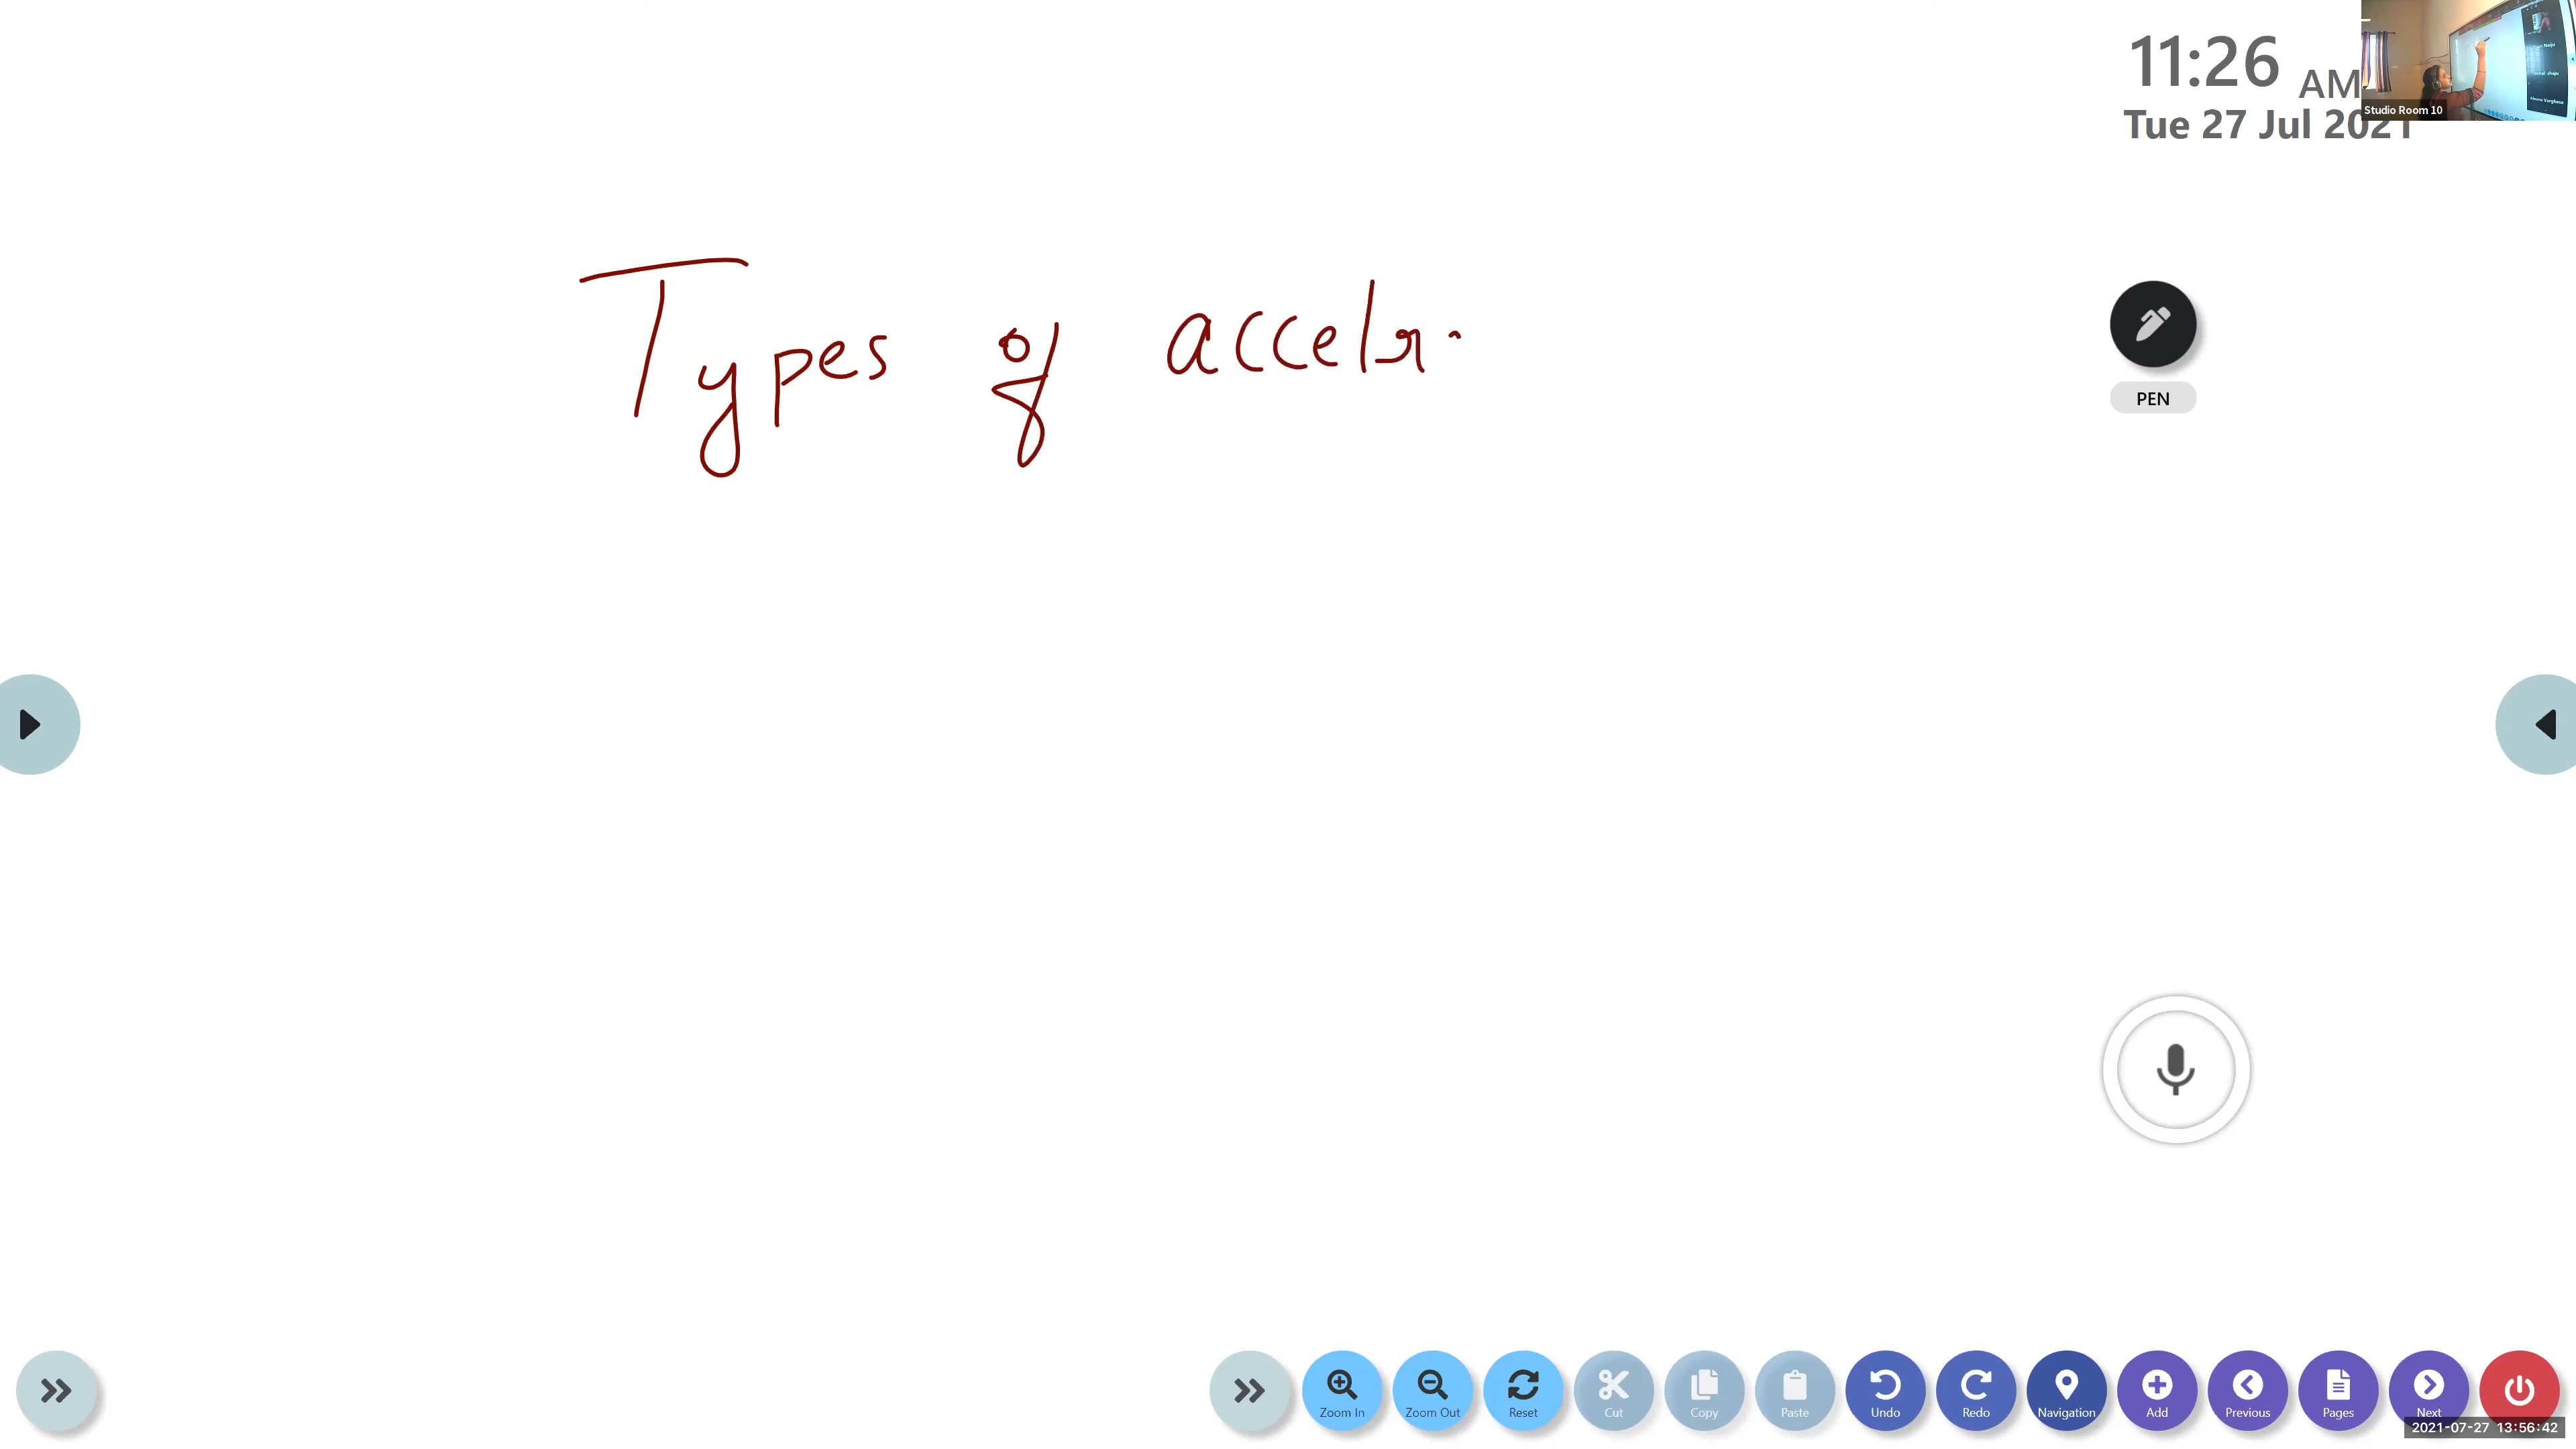 11:26 AM
Tue 27 Jul 2021
Studio Room 10
Types of accelr
PEN
Zoom In Zoom Out Reset Cut Copy Paste Undo Redo Navigation Add Previous Pages Next
2021-07-27 13:56:42